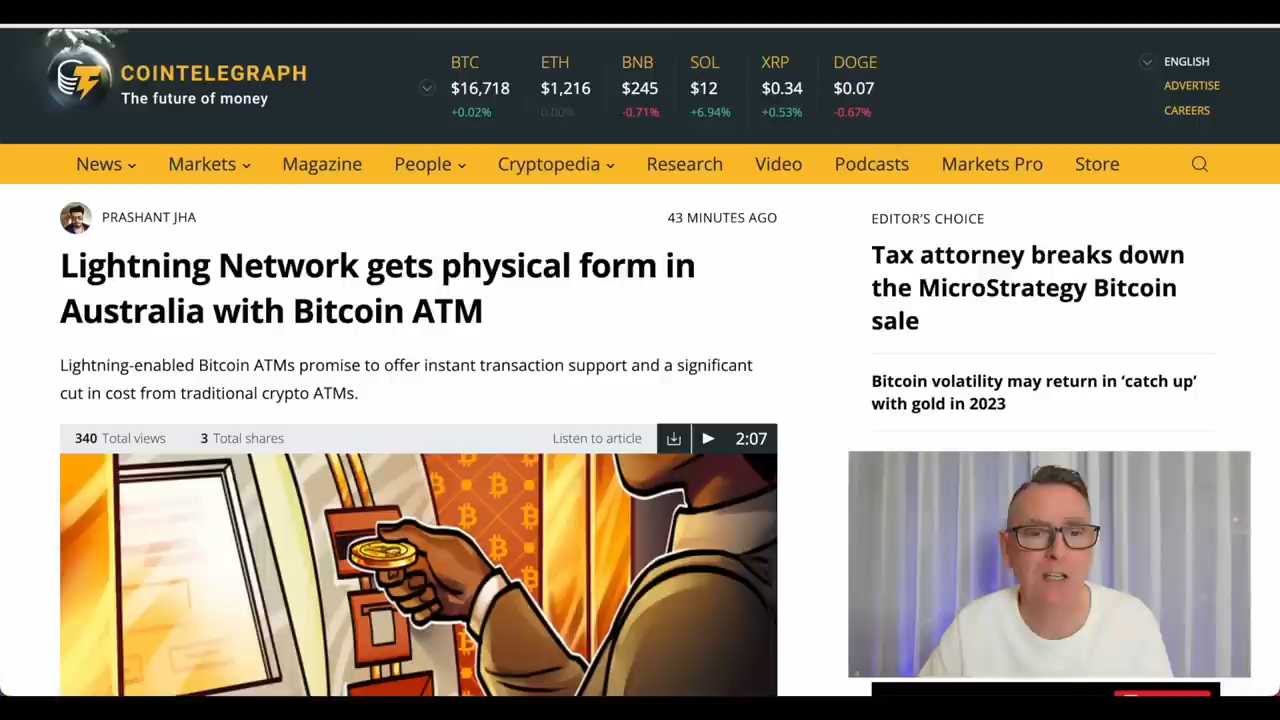 COINTELEGRAPH
The future of money
BTC ETH BNB SOL XRP DOGE
$16,718 $1,216 $245 $12 $0.34 $0.07
+0.02% 0.00% -0.71% +6.94% +0.53% -0.67%
ENGLISH
ADVERTISE
CAREERS
News Markets Magazine People Cryptopedia Research Video Podcasts Markets Pro Store
PRASHANT JHA
43 MINUTES AGO
Lightning Network gets physical form in
Australia with Bitcoin ATM
Lightning-enabled Bitcoin ATMs promise to offer instant transaction support and a significant
cut in cost from traditional crypto ATMs.
340 Total views 3 Total shares Listen to article 2:07
EDITOR'S CHOICE
Tax attorney breaks down
the MicroStrategy Bitcoin
sale
Bitcoin volatility may return in ‘catch up’
with gold in 2023